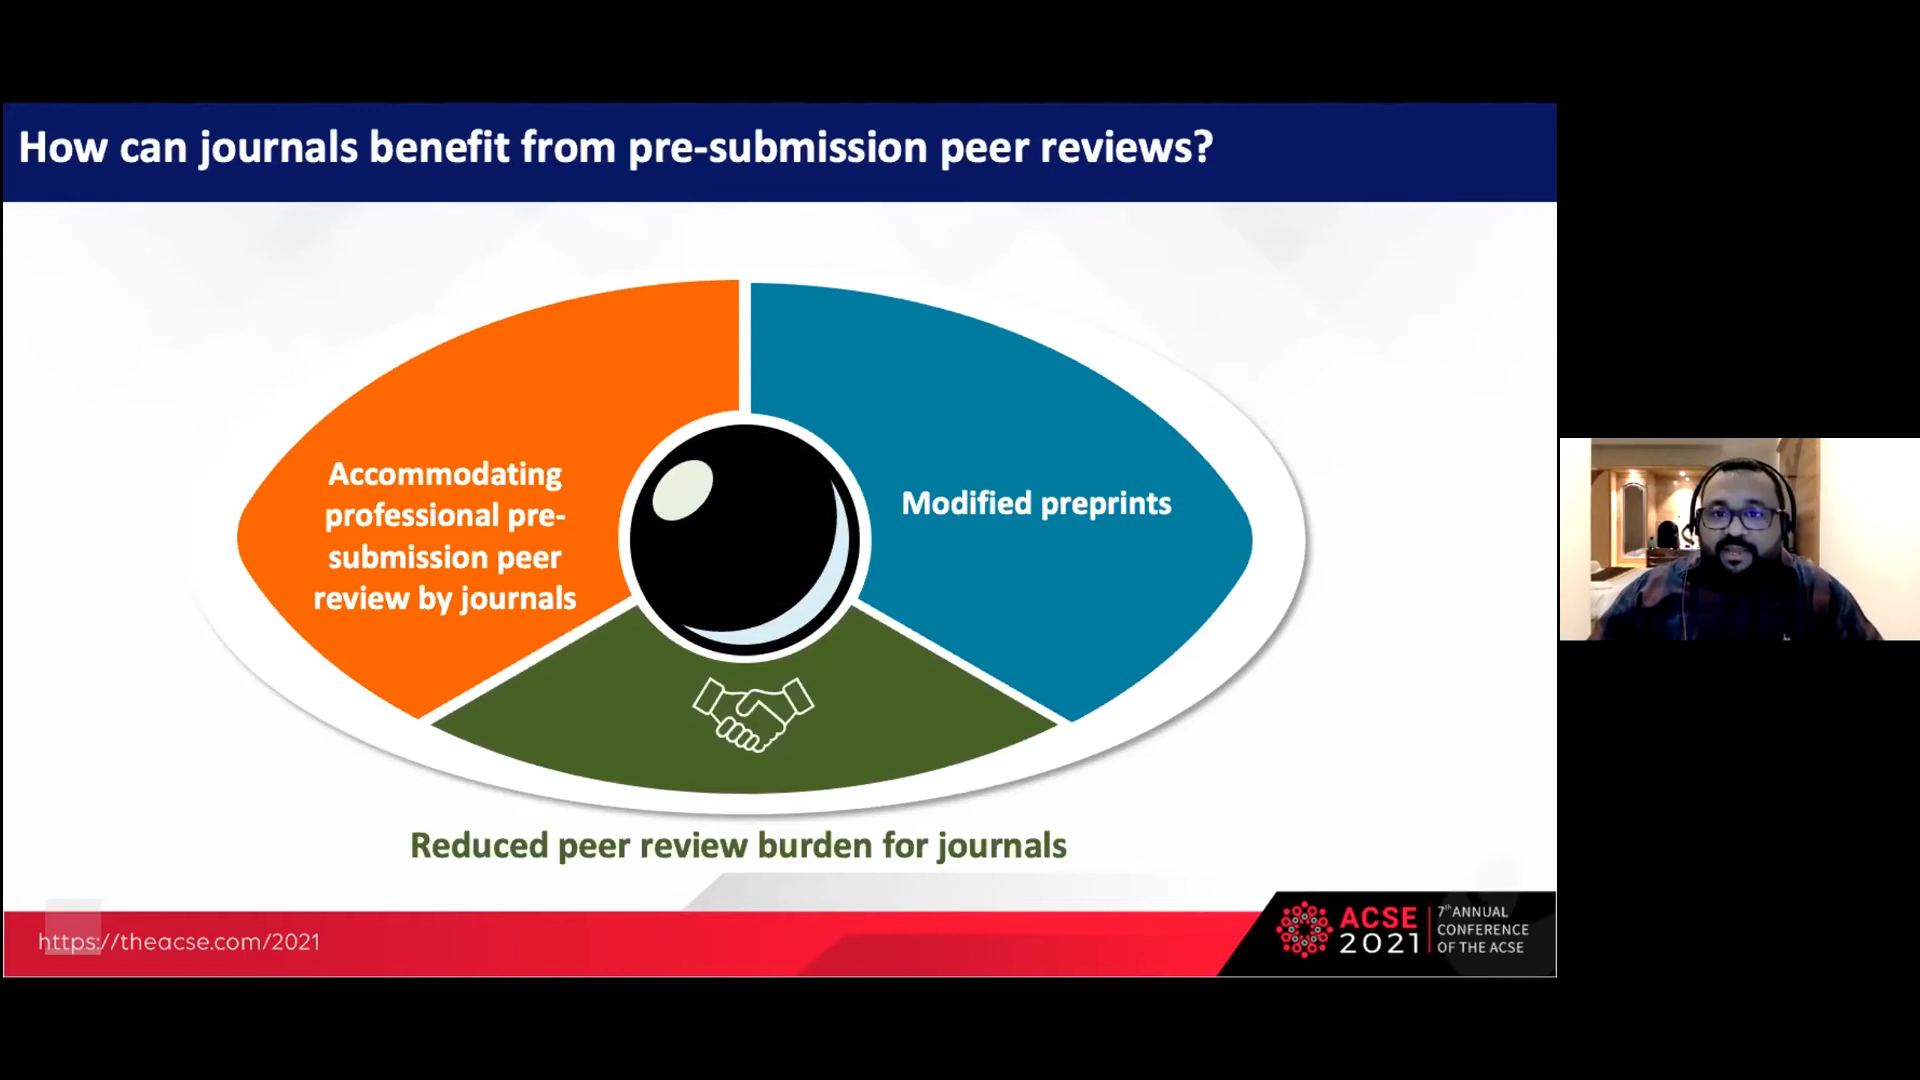 How can journals benefit from pre-submission peer reviews?
Accommodating
professional pre-
submission peer
review by journals
Modified preprints
Reduced peer review burden for journals
https://theacse.com/2021
ACSE
2021
7th ANNUAL
CONFERENCE
OF THE ACSE